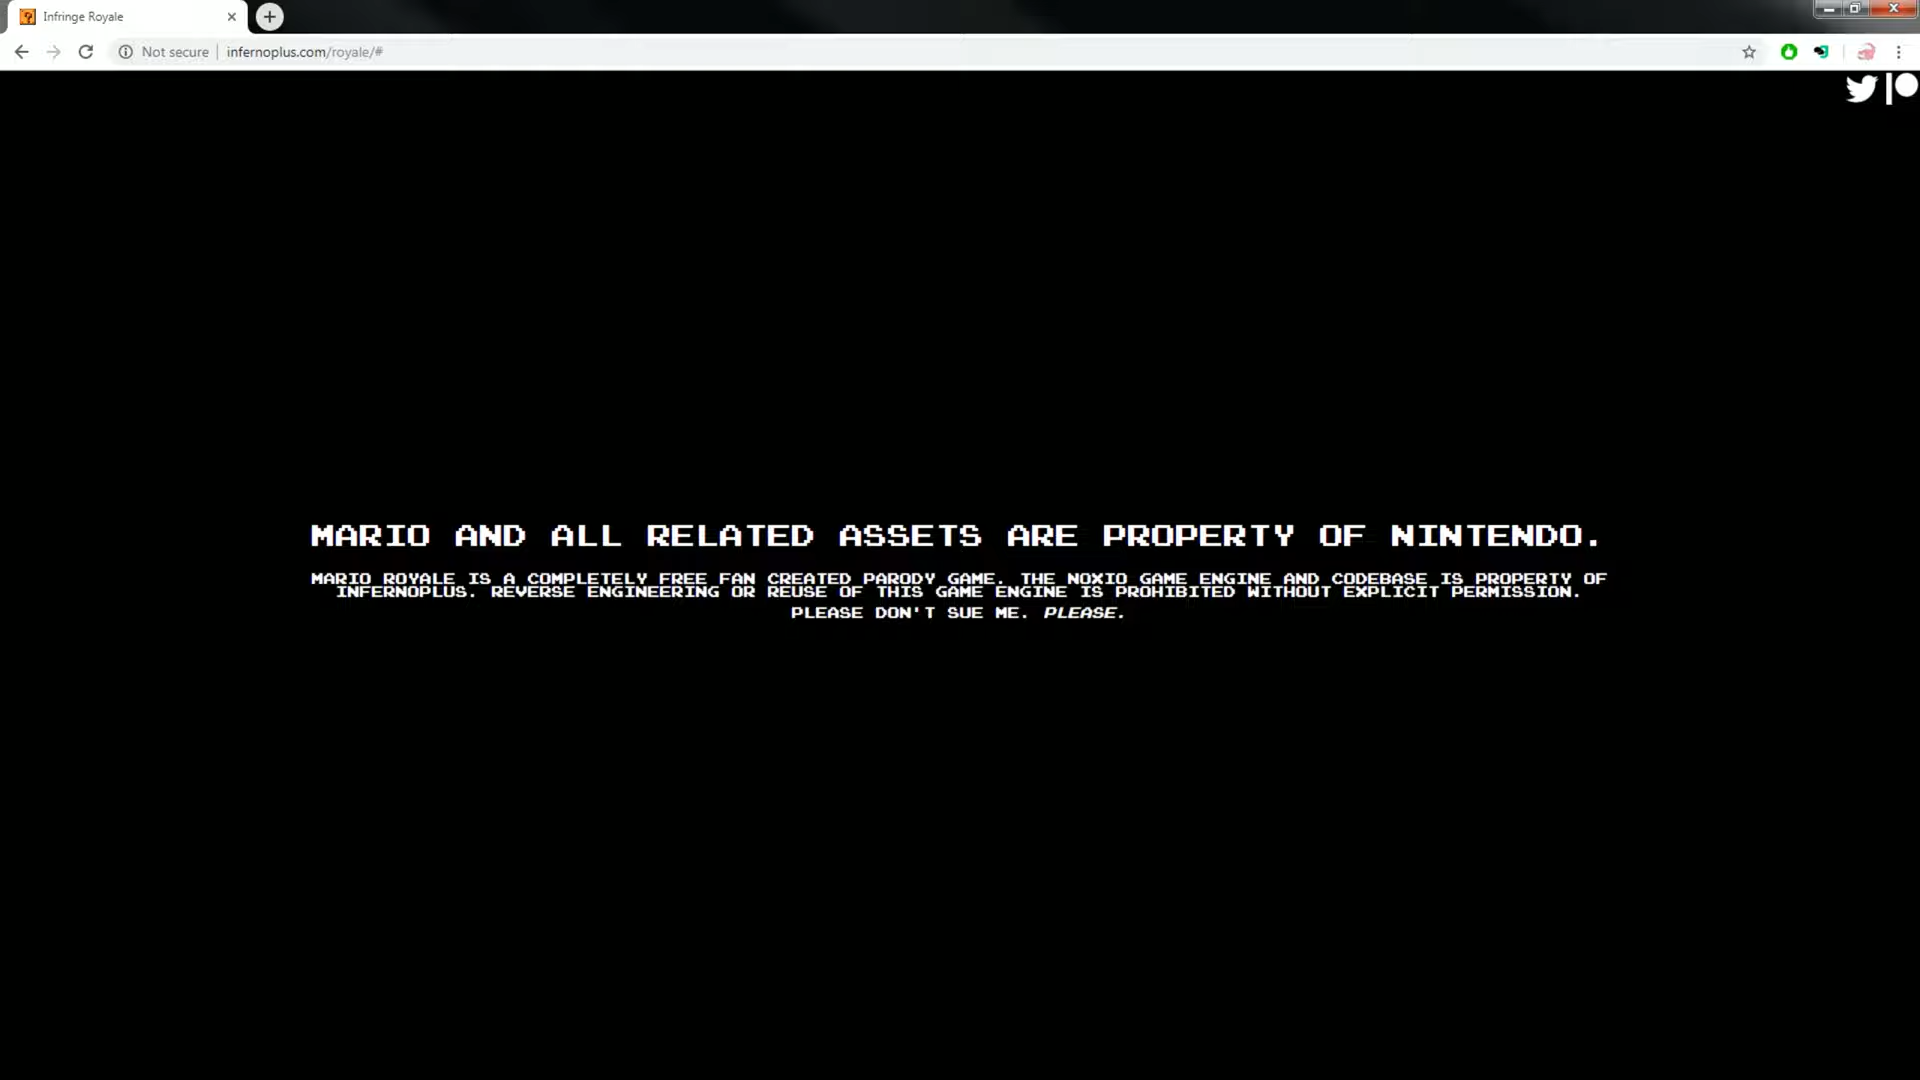 Infringe Royale
Not secure | infernoplus.com/royale/#
MARIO AND ALL RELATED ASSETS ARE PROPERTY OF NINTENDO.
MARIO ROYALE IS A COMPLETELY FREE FAN CREATED PARODY GAME. THE NOXIO GAME ENGINE AND CODEBASE IS PROPERTY OF
INFERNOPLUS. REVERSE ENGINEERING OR REUSE OF THIS GAME ENGINE IS PROHIBITED WITHOUT EXPLICIT PERMISSION.
PLEASE DON'T SUE ME. PLEASE.